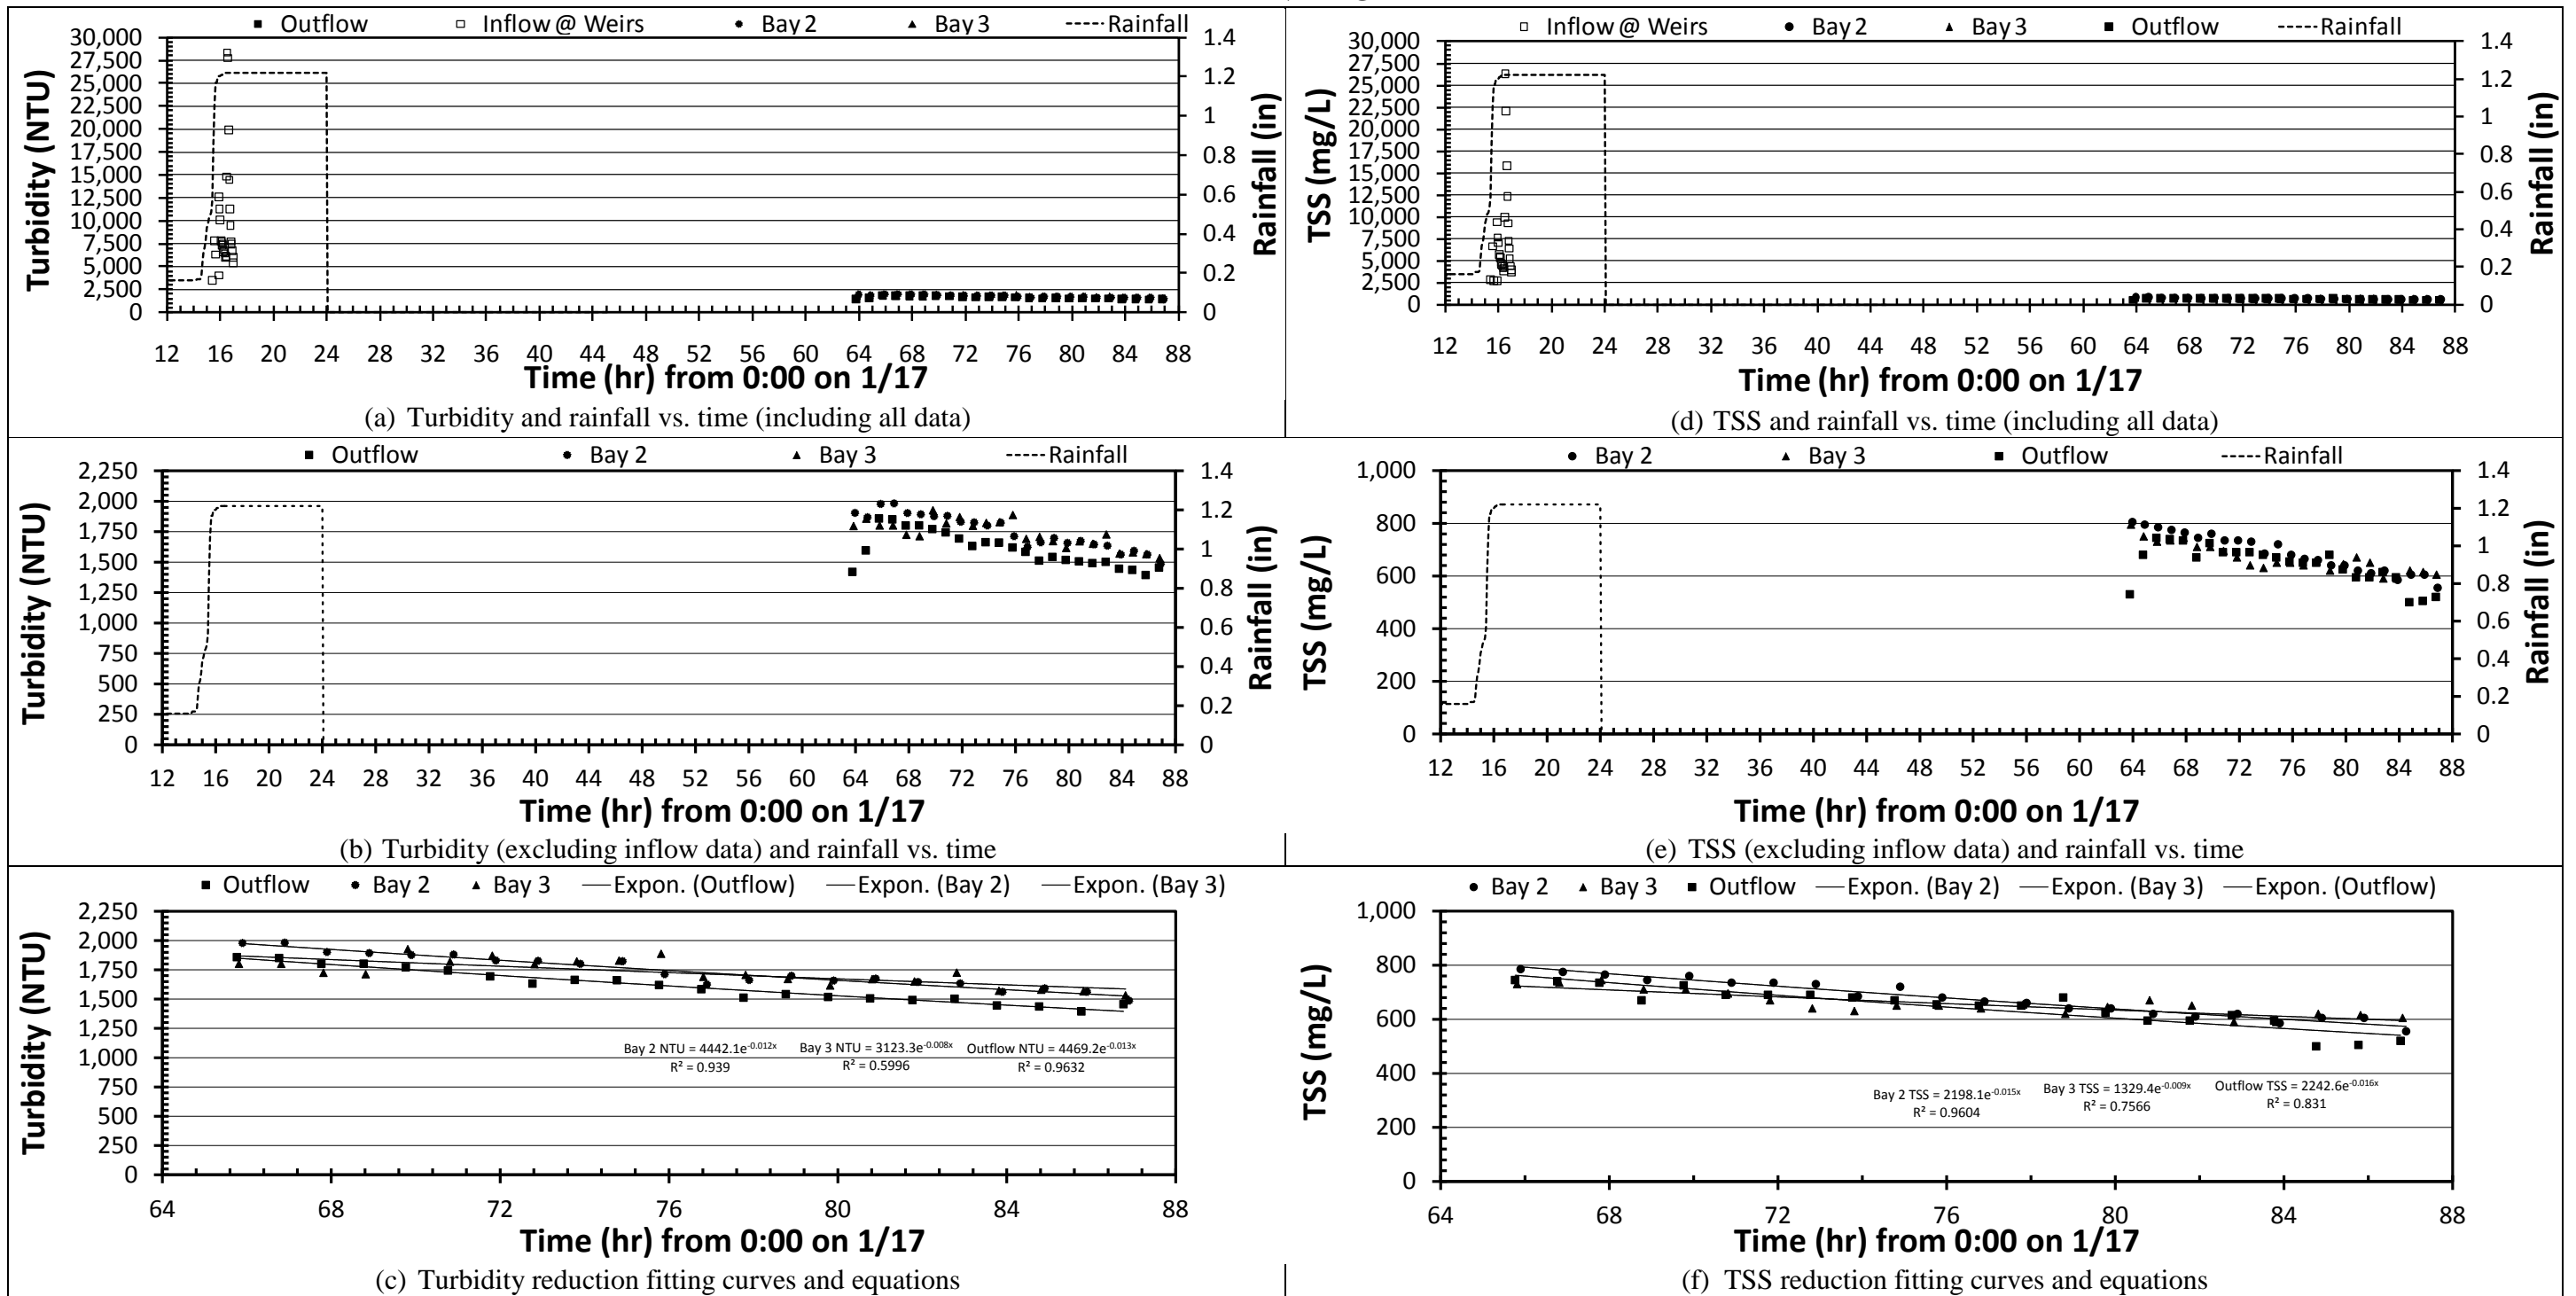 Outflow Inflow @ Weirs Bay 2 Bay 3 Rainfall
30,000
27,500
25,000
22,500
20,000
17,500
15,000
12,500
10,000
7,500
5,000
2,500
0
Turbidity (NTU)
1.4
1.2
1
0.8
0.6
0.4
0.2
0
Rainfall (in)
12 16 20 24 28 32 36 40 44 48 52 56 60 64 68 72 76 80 84 88
Time (hr) from 0:00 on 1/17
(a) Turbidity and rainfall vs. time (including all data)
Inflow @ Weirs Bay 2 Bay 3 Outflow Rainfall
30,000
27,500
25,000
22,500
20,000
17,500
15,000
12,500
10,000
7,500
5,000
2,500
0
TSS (mg/L)
1.4
1.2
1
0.8
0.6
0.4
0.2
0
Rainfall (in)
12 16 20 24 28 32 36 40 44 48 52 56 60 64 68 72 76 80 84 88
Time (hr) from 0:00 on 1/17
(d) TSS and rainfall vs. time (including all data)
Outflow Bay 2 Bay 3 Rainfall
2,250
2,000
1,750
1,500
1,250
1,000
750
500
250
0
Turbidity (NTU)
1.4
1.2
1
0.8
0.6
0.4
0.2
0
Rainfall (in)
12 16 20 24 28 32 36 40 44 48 52 56 60 64 68 72 76 80 84 88
Time (hr) from 0:00 on 1/17
(b) Turbidity (excluding inflow data) and rainfall vs. time
Bay 2 Bay 3 Outflow Rainfall
1,000
800
600
400
200
0
TSS (mg/L)
1.4
1.2
1
0.8
0.6
0.4
0.2
0
Rainfall (in)
12 16 20 24 28 32 36 40 44 48 52 56 60 64 68 72 76 80 84 88
Time (hr) from 0:00 on 1/17
(e) TSS (excluding inflow data) and rainfall vs. time
Outflow Bay 2 Bay 3 Expon. (Outflow) Expon. (Bay 2) Expon. (Bay 3)
2,250
2,000
1,750
1,500
1,250
1,000
750
500
250
0
Turbidity (NTU)
Bay 2 NTU = 4442.1e-0.012x Bay 3 NTU = 3123.3e-0.008x Outflow NTU = 4469.2e-0.013x
R² = 0.939 R² = 0.5996 R² = 0.9632
64 68 72 76 80 84 88
Time (hr) from 0:00 on 1/17
(c) Turbidity reduction fitting curves and equations
Bay 2 Bay 3 Outflow Expon. (Bay 2) Expon. (Bay 3) Expon. (Outflow)
1,000
800
600
400
200
0
TSS (mg/L)
Bay 2 TSS = 2198.1e-0.015x Bay 3 TSS = 1329.4e-0.009x Outflow TSS = 2242.6e-0.016x
R² = 0.9604 R² = 0.7566 R² = 0.831
64 68 72 76 80 84 88
Time (hr) from 0:00 on 1/17
(f) TSS reduction fitting curves and equations